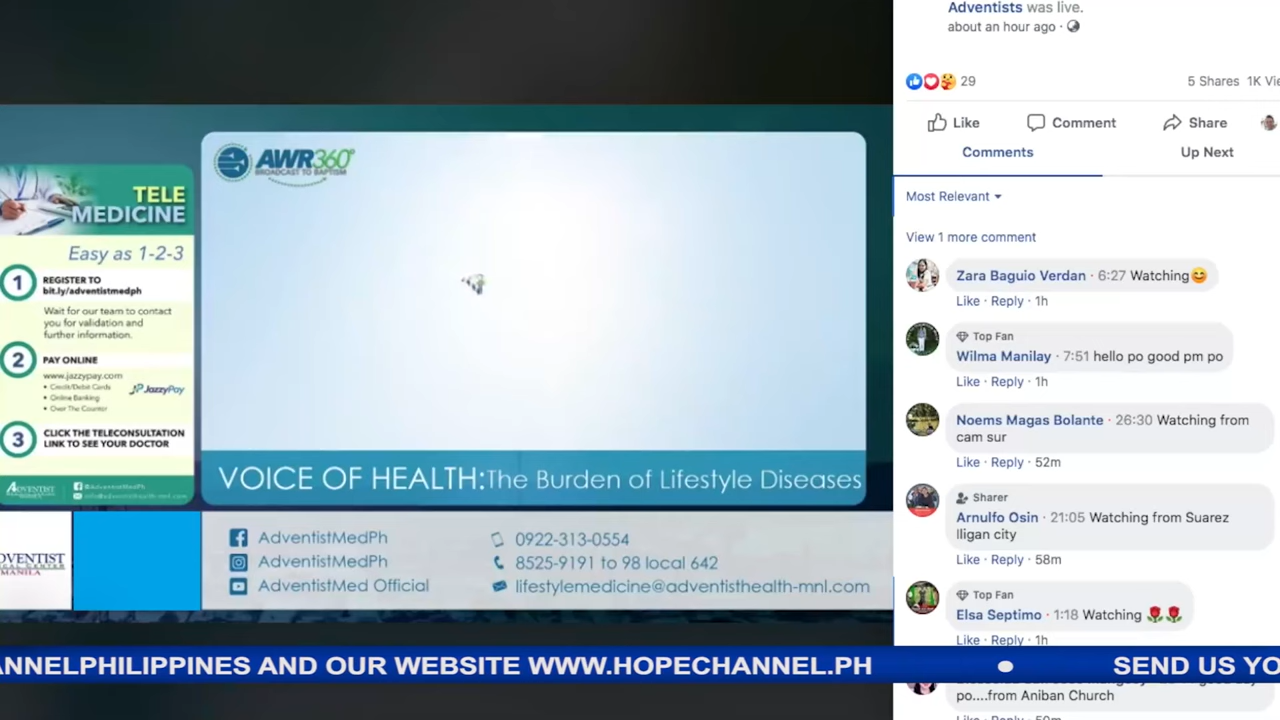 AWR360°
BROADCAST TO BAPTISM
TELE
MEDICINE
Easy as 1-2-3
1
REGISTER TO
bit.ly/adventistmedph
Wait for our team to contact
you for validation and
further information.
2
PAY ONLINE
www.jazzypay.com
• Credit/Debit Cards
• Online Banking
• Over The Counter
JazzyPay
3
CLICK THE TELECONSULTATION
LINK TO SEE YOUR DOCTOR
ADVENTIST
@AdventistMedPh
info@adventisthealth-mnl.com
VOICE OF HEALTH:The Burden of Lifestyle Diseases
DVENTIST
MANILA
AdventistMedPh
AdventistMedPh
AdventistMed Official
0922-313-0554
8525-9191 to 98 local 642
lifestylemedicine@adventisthealth-mnl.com
Adventists was live.
about an hour ago ·
29
5 Shares 1K Vie
Like Comment Share
Comments Up Next
Most Relevant
View 1 more comment
Zara Baguio Verdan · 6:27 Watching😊
Like · Reply · 1h
Top Fan
Wilma Manilay · 7:51 hello po good pm po
Like · Reply · 1h
Noems Magas Bolante · 26:30 Watching from
cam sur
Like · Reply · 52m
Sharer
Arnulfo Osin · 21:05 Watching from Suarez
Iligan city
Like · Reply · 58m
Top Fan
Elsa Septimo · 1:18 Watching 🌹🌹
Like · Reply · 1h
po....from Aniban Church
Like · Reply · 50m
ANNELPHILIPPINES AND OUR WEBSITE WWW.HOPECHANNEL.PH ● SEND US YO